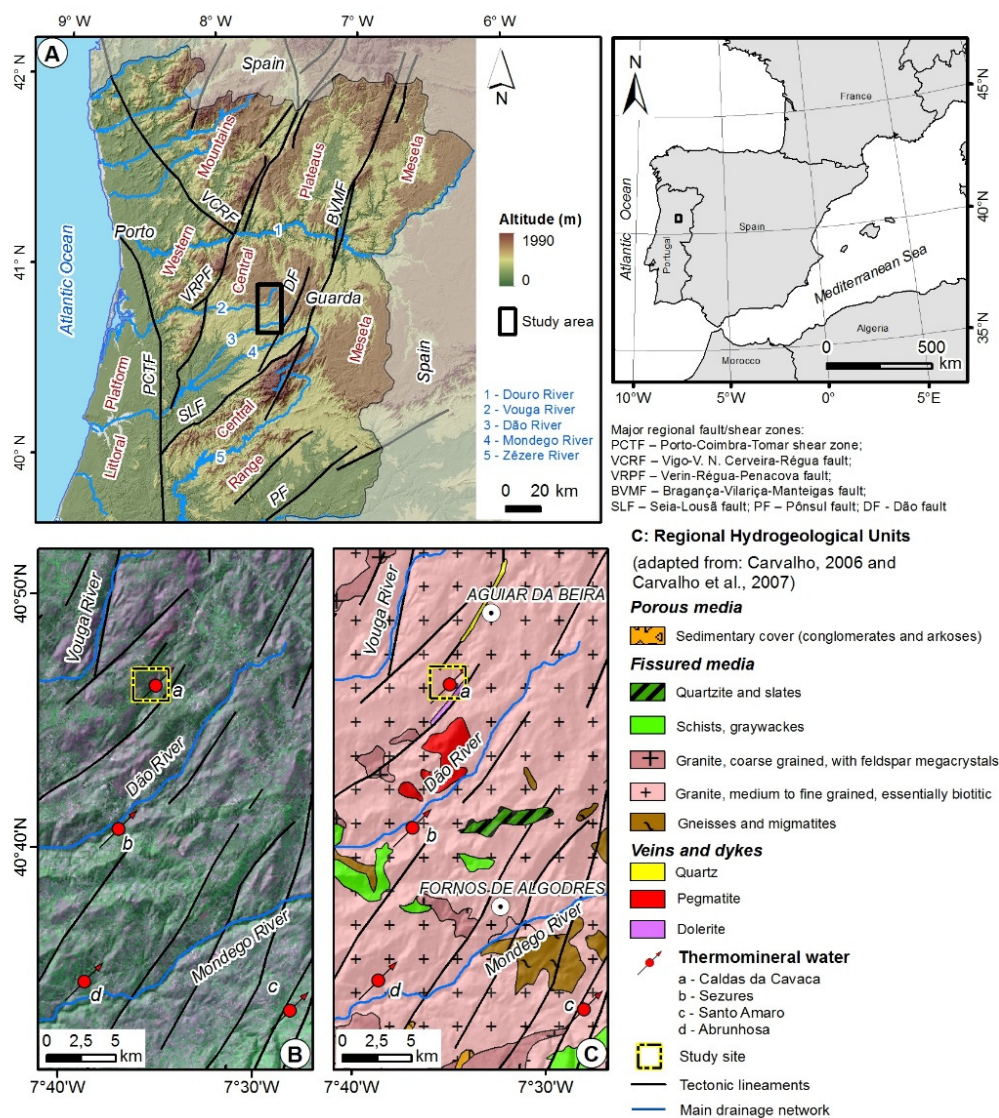 9° W
8° W
7° W
6° W
A
42° N
41° N
40° N
Spain
N
Mountains
Plateaus
Meseta
VCRF
BVMF
Porto
1
Western
Central
VRPF
DF
Atlantic Ocean
2
Guarda
3
4
Meseta
Platform
PCTF
SLF
Central
Spain
Littoral
5
Range
PF
Altitude (m)
1990
0
Study area
1 - Douro River
2 - Vouga River
3 - Dão River
4 - Mondego River
5 - Zêzere River
0 20 km
N
France
45°N
Atlantic Ocean
40°N
Spain
Portugal
Mediterranean Sea
35°N
Algeria
Morocco
0 500
km
10°W
5°W
0°
5°E
Major regional fault/shear zones:
PCTF – Porto-Coimbra-Tomar shear zone;
VCRF – Vigo-V. N. Cerveira-Régua fault;
VRPF – Verin-Régua-Penacova fault;
BVMF – Bragança-Vilariça-Manteigas fault;
SLF – Seia-Lousã fault; PF – Pônsul fault; DF - Dão fault
40°50'N
40°40'N
Vouga River
a
Dão River
b
Mondego River
c
d
0 2,5 5
km
B
7°40'W
7°30'W
Vouga River
AGUIAR DA BEIRA
a
Dão River
b
FORNOS DE ALGODRES
Mondego River
c
d
0 2,5 5
km
C
7°40'W
7°30'W
C: Regional Hydrogeological Units
(adapted from: Carvalho, 2006 and
Carvalho et al., 2007)
Porous media
Sedimentary cover (conglomerates and arkoses)
Fissured media
Quartzite and slates
Schists, graywackes
Granite, coarse grained, with feldspar megacrystals
Granite, medium to fine grained, essentially biotitic
Gneisses and migmatites
Veins and dykes
Quartz
Pegmatite
Dolerite
Thermomineral water
a - Caldas da Cavaca
b - Sezures
c - Santo Amaro
d - Abrunhosa
Study site
Tectonic lineaments
Main drainage network